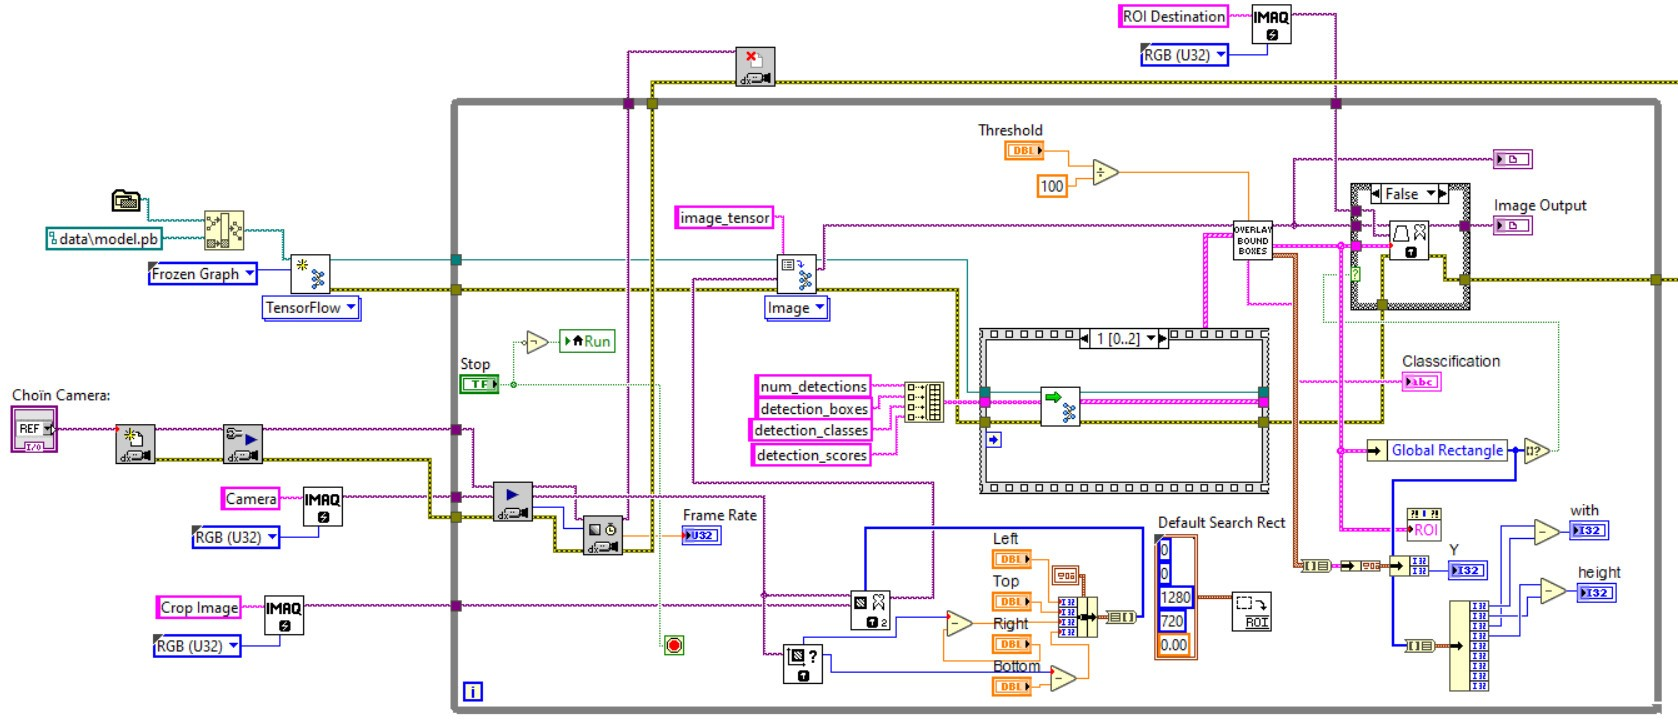 ROI Destination
IMAQ
RGB (U32)
Threshold
DBL
100
False
image_tensor
data\model.pb
Frozen Graph
TensorFlow
Image
OVERLAY
BOUND
BOXES
Image Output
?
1 [0..2]
Run
Stop
TF
Classcification
abc
num_detections
detection_boxes
detection_classes
detection_scores
Choïn Camera:
REF
I/O
Global Rectangle
Camera
IMAQ
RGB (U32)
Frame Rate
U32
Default Search Rect
0
0
1280
720
0.00
ROI
ROI
Left
DBL
Top
DBL
Right
DBL
Bottom
DBL
with
I32
Y
I32
height
I32
Crop Image
IMAQ
RGB (U32)
i